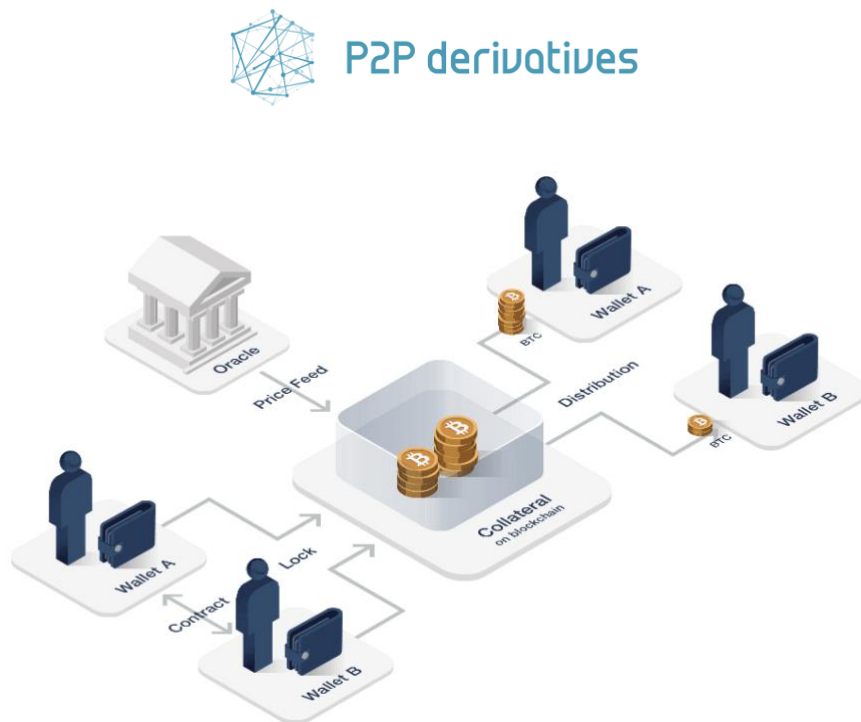 P2P derivatives
Wallet A
BTC
Oracle
Price Feed
Distribution
Wallet B
BTC
Collateral
on blockchain
Lock
Wallet A
Contract
Wallet B